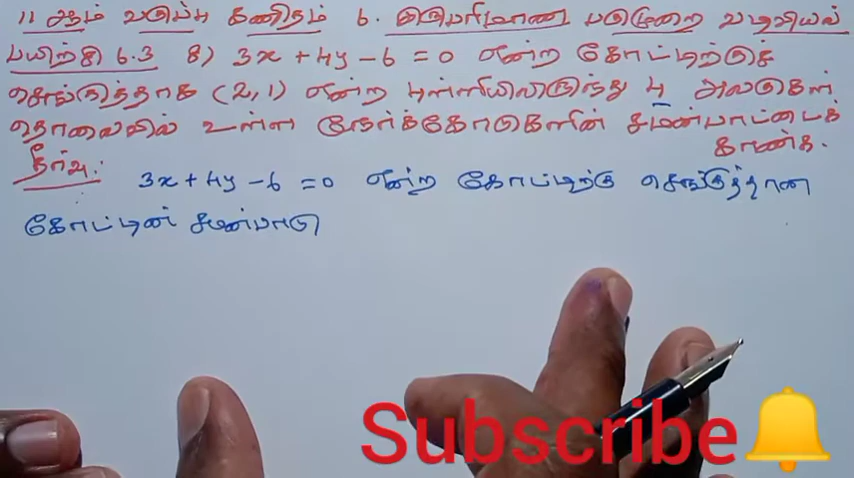 11 ஆம் வகுப்பு கணிதம் 6. இருபரிமாண பகுமுறை வடிவியல்
பயிற்சி 6.3 8) 3x + 4y - 6 = 0 என்ற கோட்டிற்குச்
செங்குத்தாக (2,1) என்ற புள்ளியிலிருந்து 4 அலகுகள்
தொலைவில் உள்ள நேர்க்கோடுகளின் சமன்பாட்டைக்
காண்க.
தீர்வு:
3x + 4y - 6 = 0 என்ற கோட்டிற்கு செங்குத்தான
கோட்டின் சமன்பாடு
Subscribe